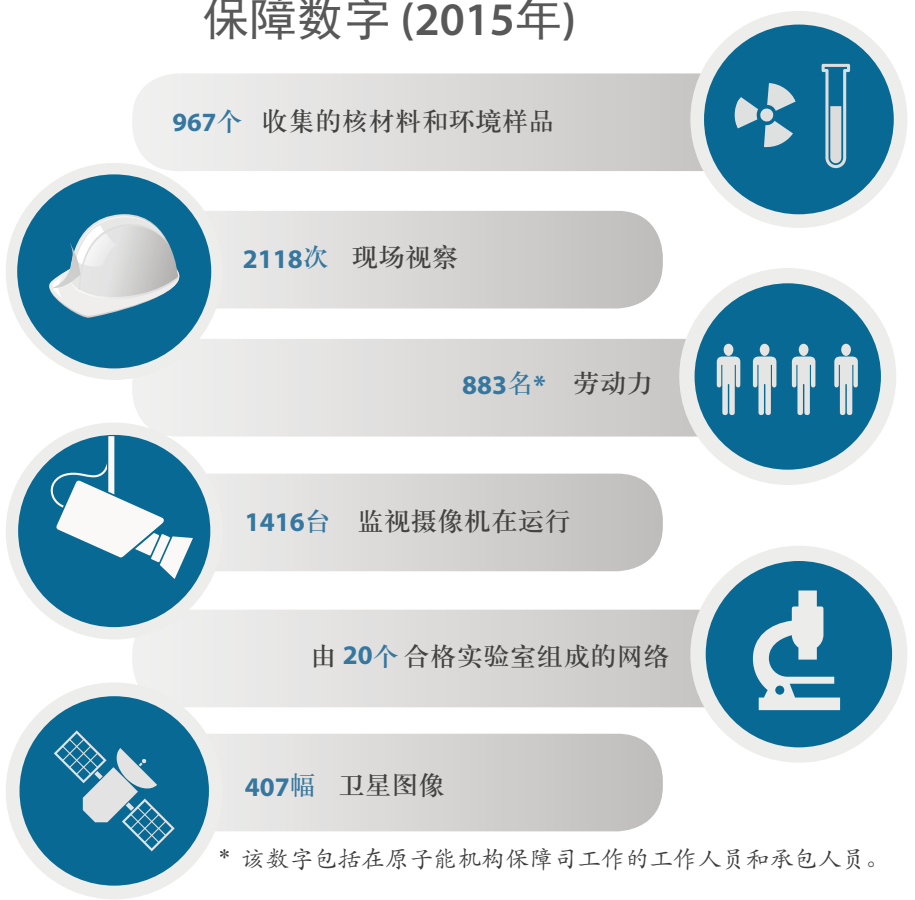 保障数字 (2015年)
967个 收集的核材料和环境样品
2118次 现场视察
883名* 劳动力
1416台 监视摄像机在运行
由 20个 合格实验室组成的网络
407幅 卫星图像
* 该数字包括在原子能机构保障司工作的工作人员和承包人员。